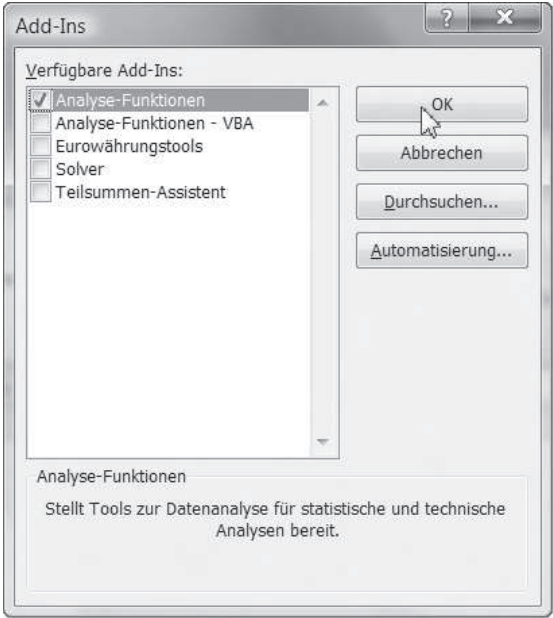 Add-Ins
?
Verfügbare Add-Ins:
Analyse-Funktionen
Analyse-Funktionen - VBA
Eurowährungstools
Solver
Teilsummen-Assistent
OK
Abbrechen
Durchsuchen...
Automatisierung...
Analyse-Funktionen
Stellt Tools zur Datenanalyse für statistische und technische
Analysen bereit.